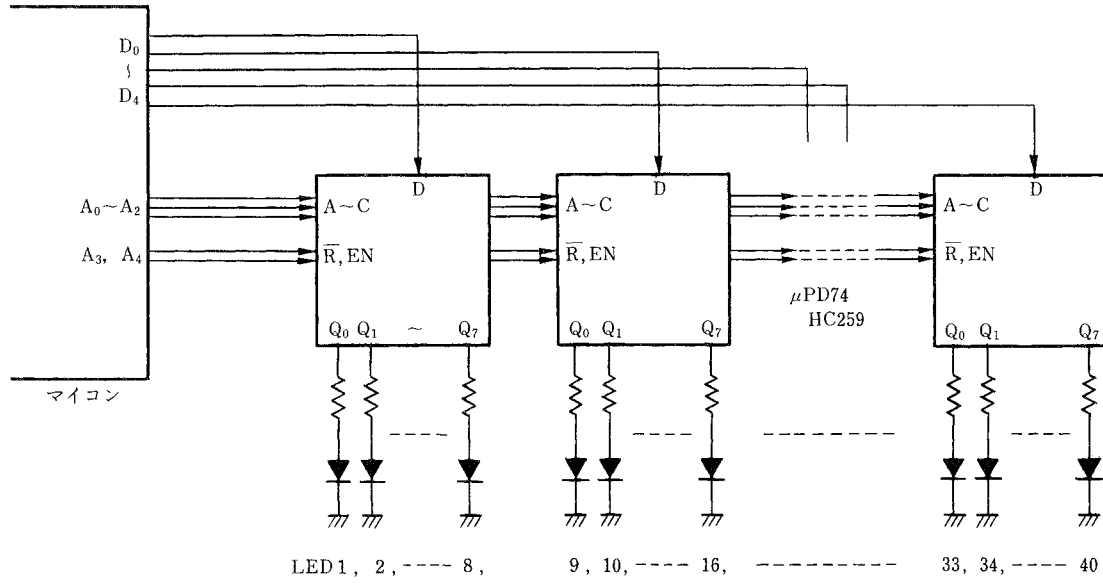 D₀
〜
D₄
D D D
A₀〜A₂ A〜C A〜C A〜C
A₃, A₄ R̅, EN R̅, EN R̅, EN
μPD74
HC259
Q₀ Q₁ 〜 Q₇ Q₀ Q₁ Q₇ Q₀ Q₁ Q₇
マイコン
LED1, 2, ---- 8, 9, 10, ---- 16, ---------- 33, 34, ---- 40